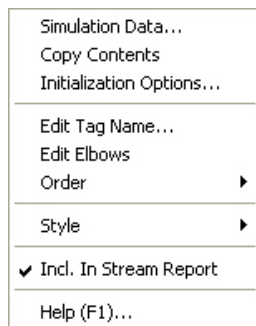 Simulation Data...
Copy Contents
Initialization Options...
Edit Tag Name...
Edit Elbows
Order
Style
Incl. In Stream Report
Help (F1)...